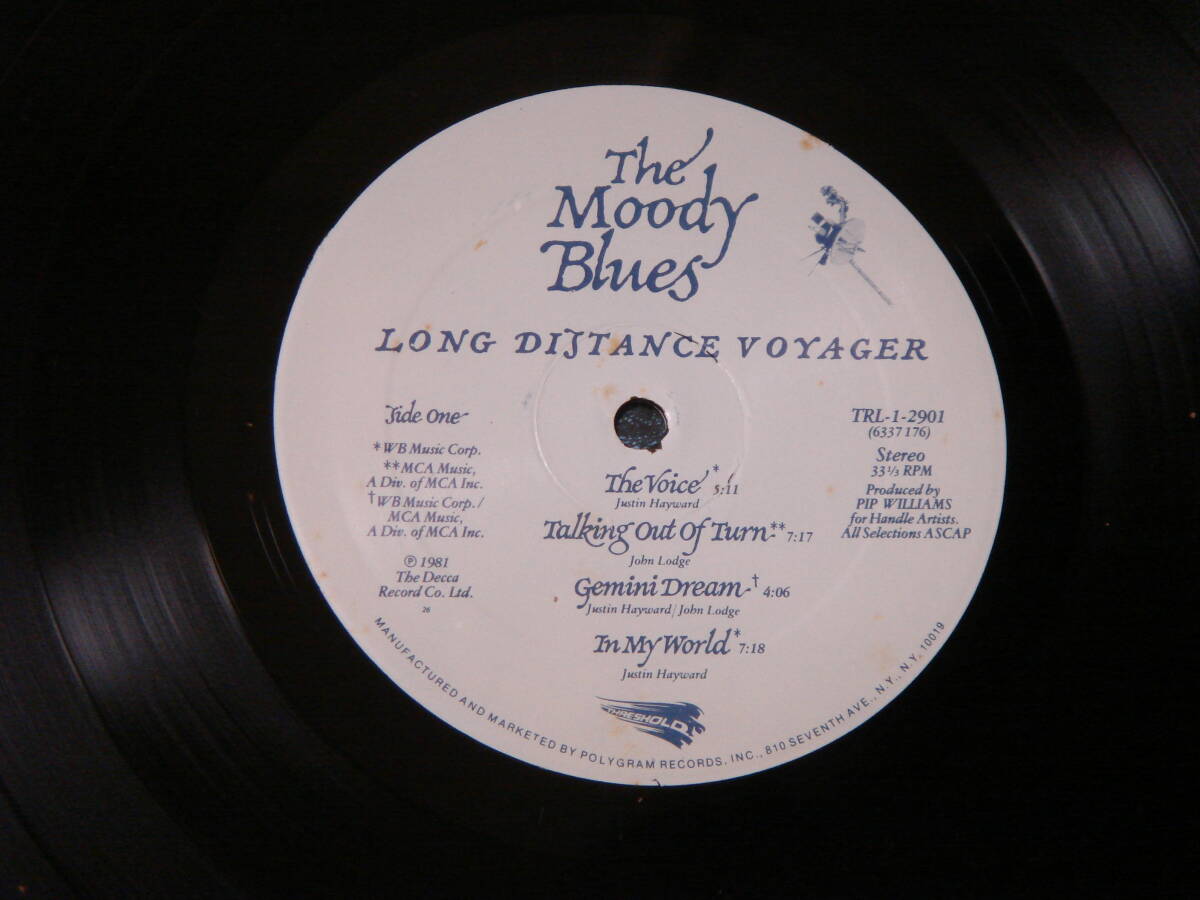 The
Moody
Blues
LONG DISTANCE VOYAGER
Side One
* WB Music Corp.
** MCA Music,
A Div. of MCA Inc.
† WB Music Corp. /
MCA Music,
A Div. of MCA Inc.
℗ 1981
The Decca
Record Co. Ltd.
26
TRL-1-2901
(6337 176)
Stereo
33 1/3 RPM
Produced by
PIP WILLIAMS
for Handle Artists.
All Selections ASCAP
The Voice* 5:11
Justin Hayward
Talking Out Of Turn** 7:17
John Lodge
Gemini Dream† 4:06
Justin Hayward / John Lodge
In My World* 7:18
Justin Hayward
THRESHOLD
MANUFACTURED AND MARKETED BY POLYGRAM RECORDS, INC., 810 SEVENTH AVE., N.Y., N.Y. 10019